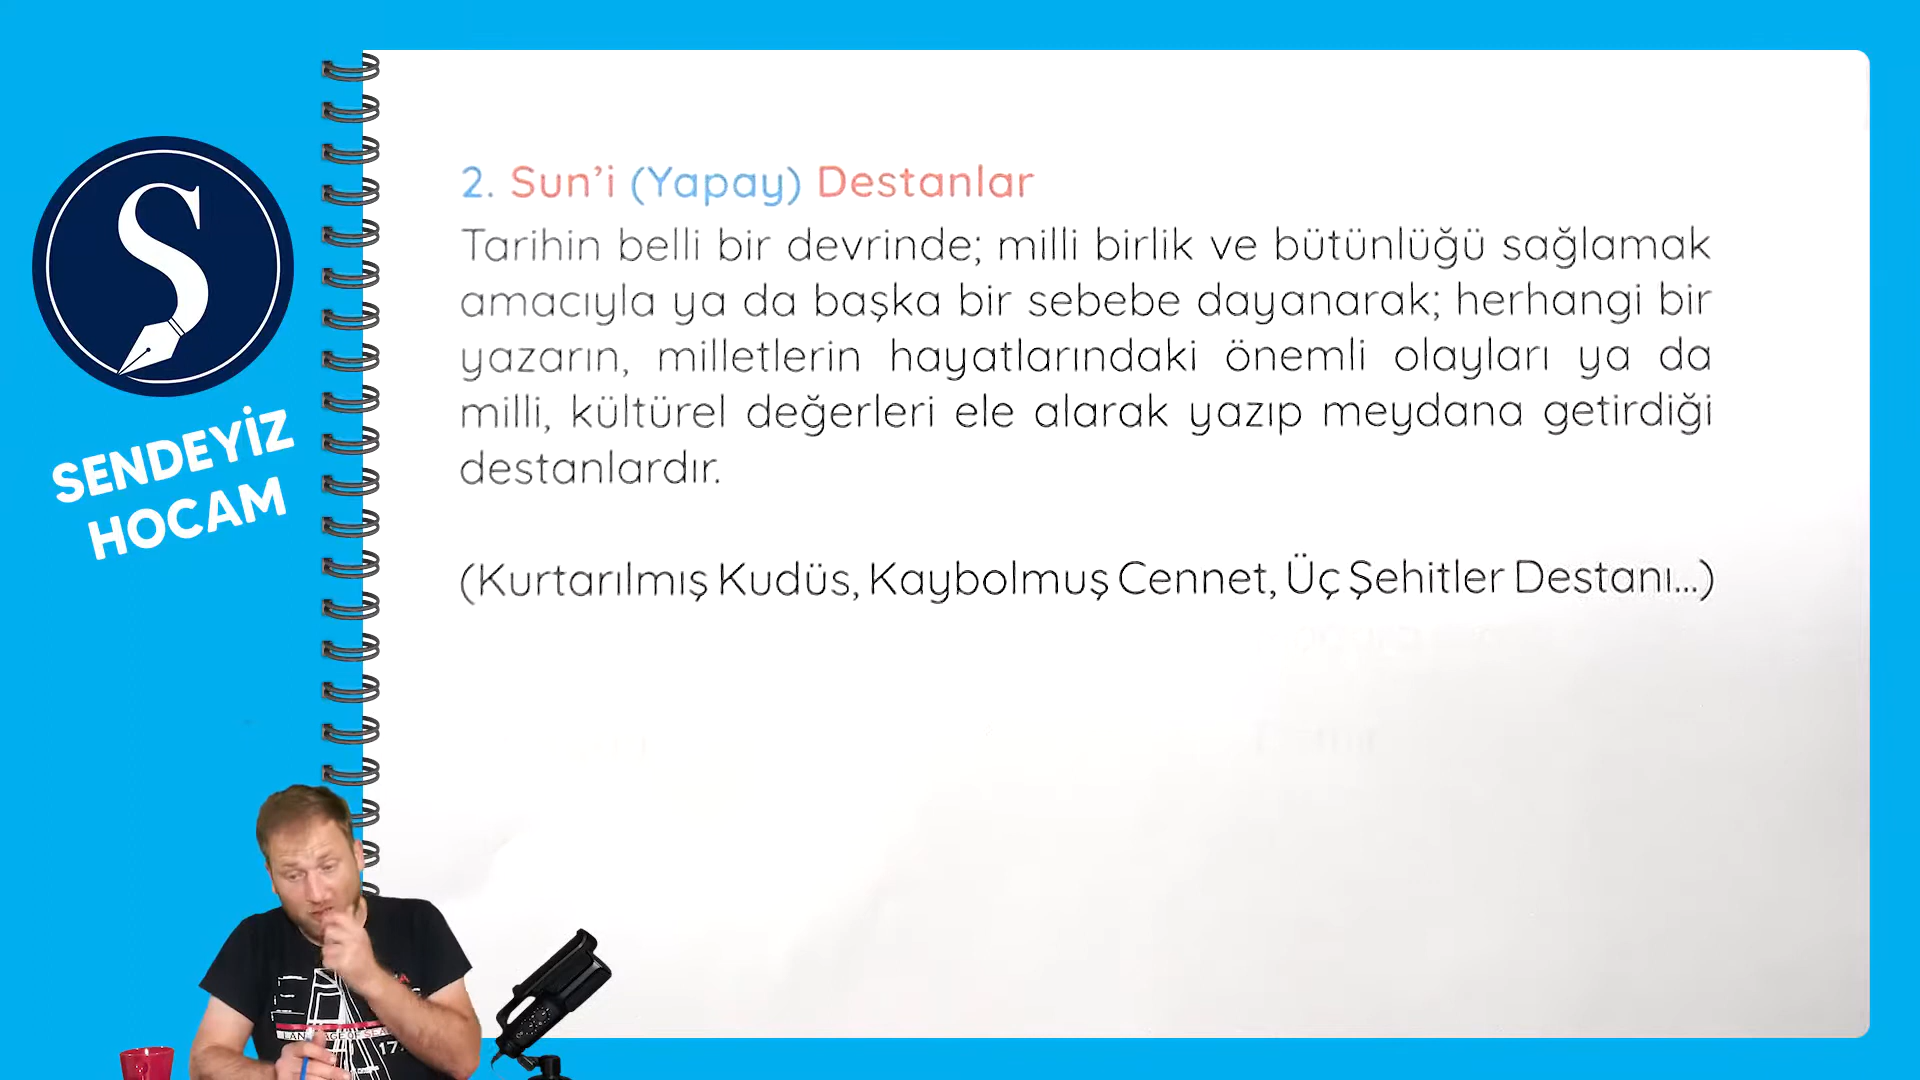 2. Sun'i (Yapay) Destanlar
Tarihin belli bir devrinde; milli birlik ve bütünlüğü sağlamak
amacıyla ya da başka bir sebebe dayanarak; herhangi bir
yazarın, milletlerin hayatlarındaki önemli olayları ya da
milli, kültürel değerleri ele alarak yazıp meydana getirdiği
destanlardır.
(Kurtarılmış Kudüs, Kaybolmuş Cennet, Üç Şehitler Destanı...)
S
SENDEYİZ
HOCAM
17.